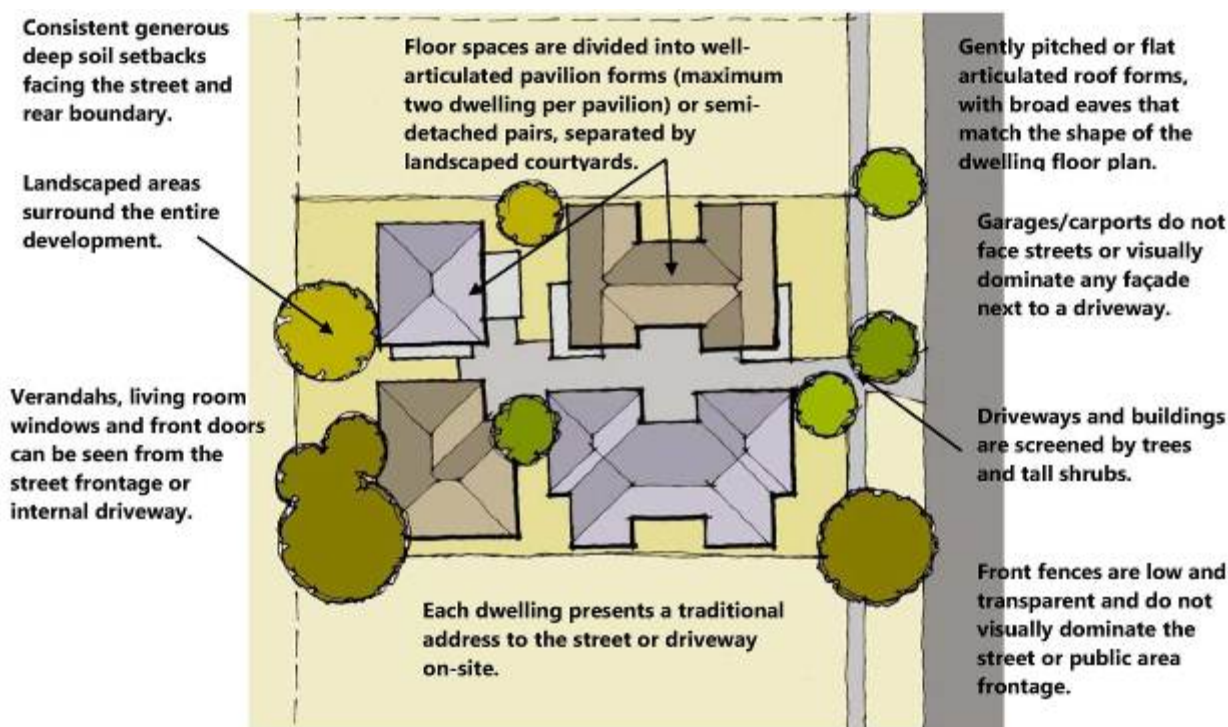 Consistent generous
deep soil setbacks
facing the street and
rear boundary.
Landscaped areas
surround the entire
development.
Verandahs, living room
windows and front doors
can be seen from the
street frontage or
internal driveway.
Floor spaces are divided into well-
articulated pavilion forms (maximum
two dwelling per pavilion) or semi-
detached pairs, separated by
landscaped courtyards.
Each dwelling presents a traditional
address to the street or driveway
on-site.
Gently pitched or flat
articulated roof forms,
with broad eaves that
match the shape of the
dwelling floor plan.
Garages/carports do not
face streets or visually
dominate any façade
next to a driveway.
Driveways and buildings
are screened by trees
and tall shrubs.
Front fences are low and
transparent and do not
visually dominate the
street or public area
frontage.